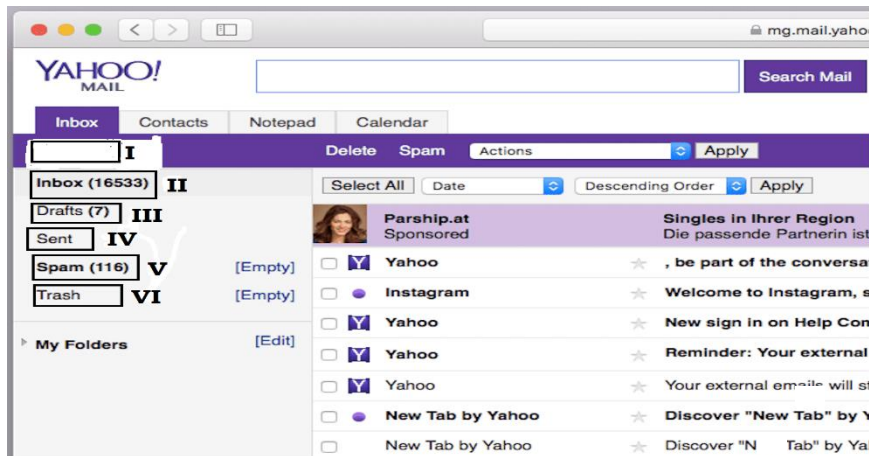 mg.mail.yahoo
YAHOO!
MAIL
Search Mail
Inbox Contacts Notepad Calendar
I
Delete Spam Actions Apply
Inbox (16533) II
Select All Date Descending Order Apply
Drafts (7) III
Parship.at Singles in Ihrer Region
Sent IV
Sponsored Die passende Partnerin ist
Spam (116) V [Empty]
Y Yahoo , be part of the conversa
Trash VI [Empty]
Instagram Welcome to Instagram, s
Y Yahoo New sign in on Help Com
My Folders [Edit]
Y Yahoo Reminder: Your external
Y Yahoo Your external emails will st
New Tab by Yahoo Discover "New Tab" by Y
New Tab by Yahoo Discover "N Tab" by Ya